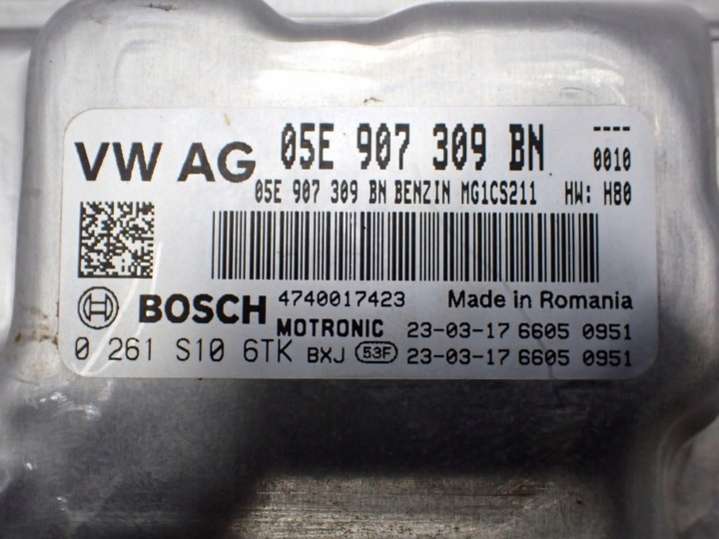 VW AG 05E 907 309 BN ----
0010
05E 907 309 BN BENZIN MG1CS211 HW: H80
BOSCH 4740017423 Made in Romania
MOTRONIC 23-03-17 6605 0951
0 261 S10 6TK BXJ 53F 23-03-17 6605 0951